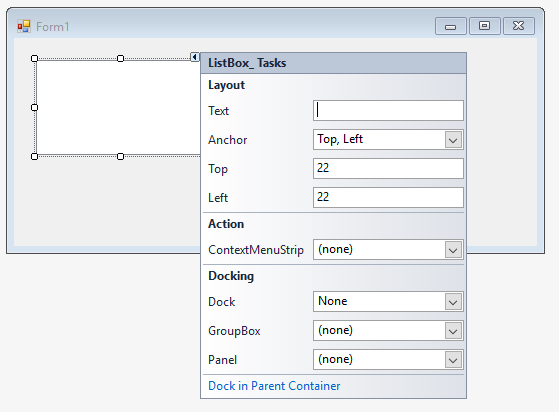 Form1
ListBox_ Tasks
Layout
Text
Anchor Top, Left
Top 22
Left 22
Action
ContextMenuStrip (none)
Docking
Dock None
GroupBox (none)
Panel (none)
Dock in Parent Container